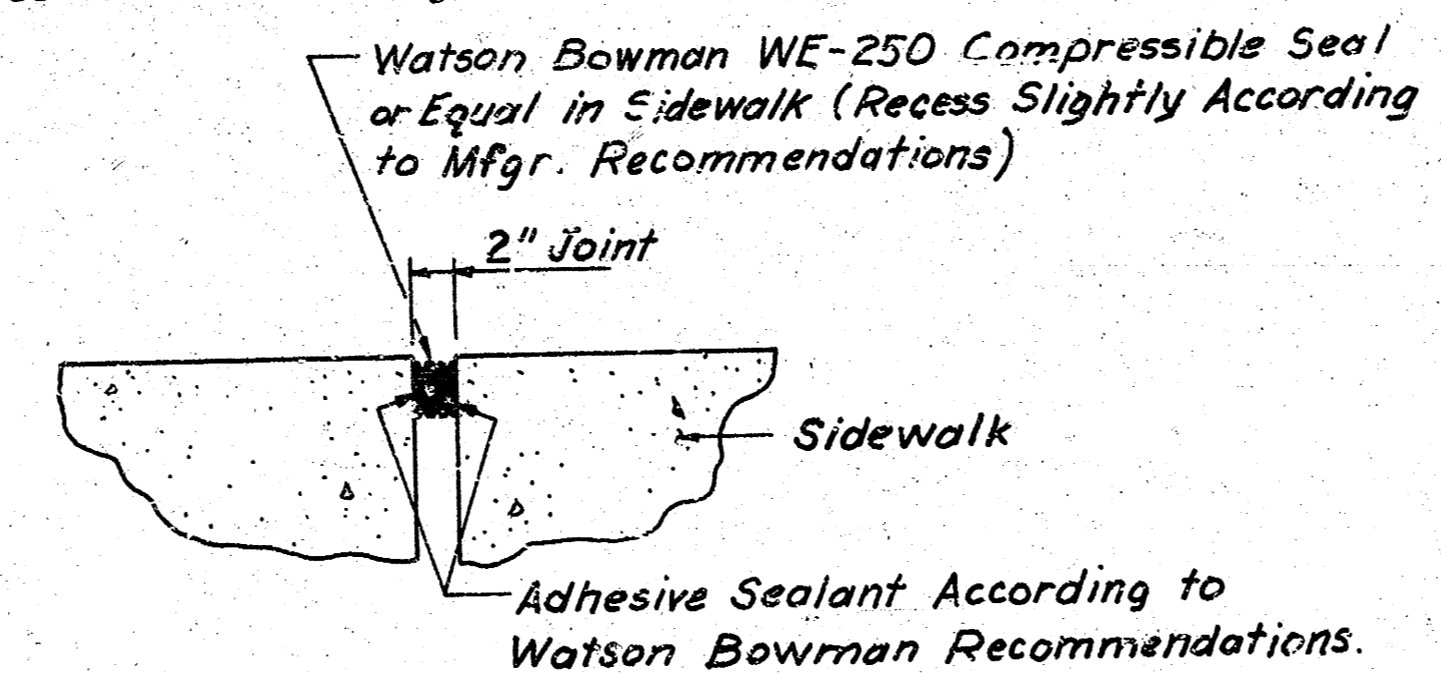 Watson Bowman WE-250 Compressible Seal
or Equal in Sidewalk (Recess Slightly According
to Mfgr. Recommendations)
2" Joint
Sidewalk
Adhesive Sealant According to
Watson Bowman Recommendations.